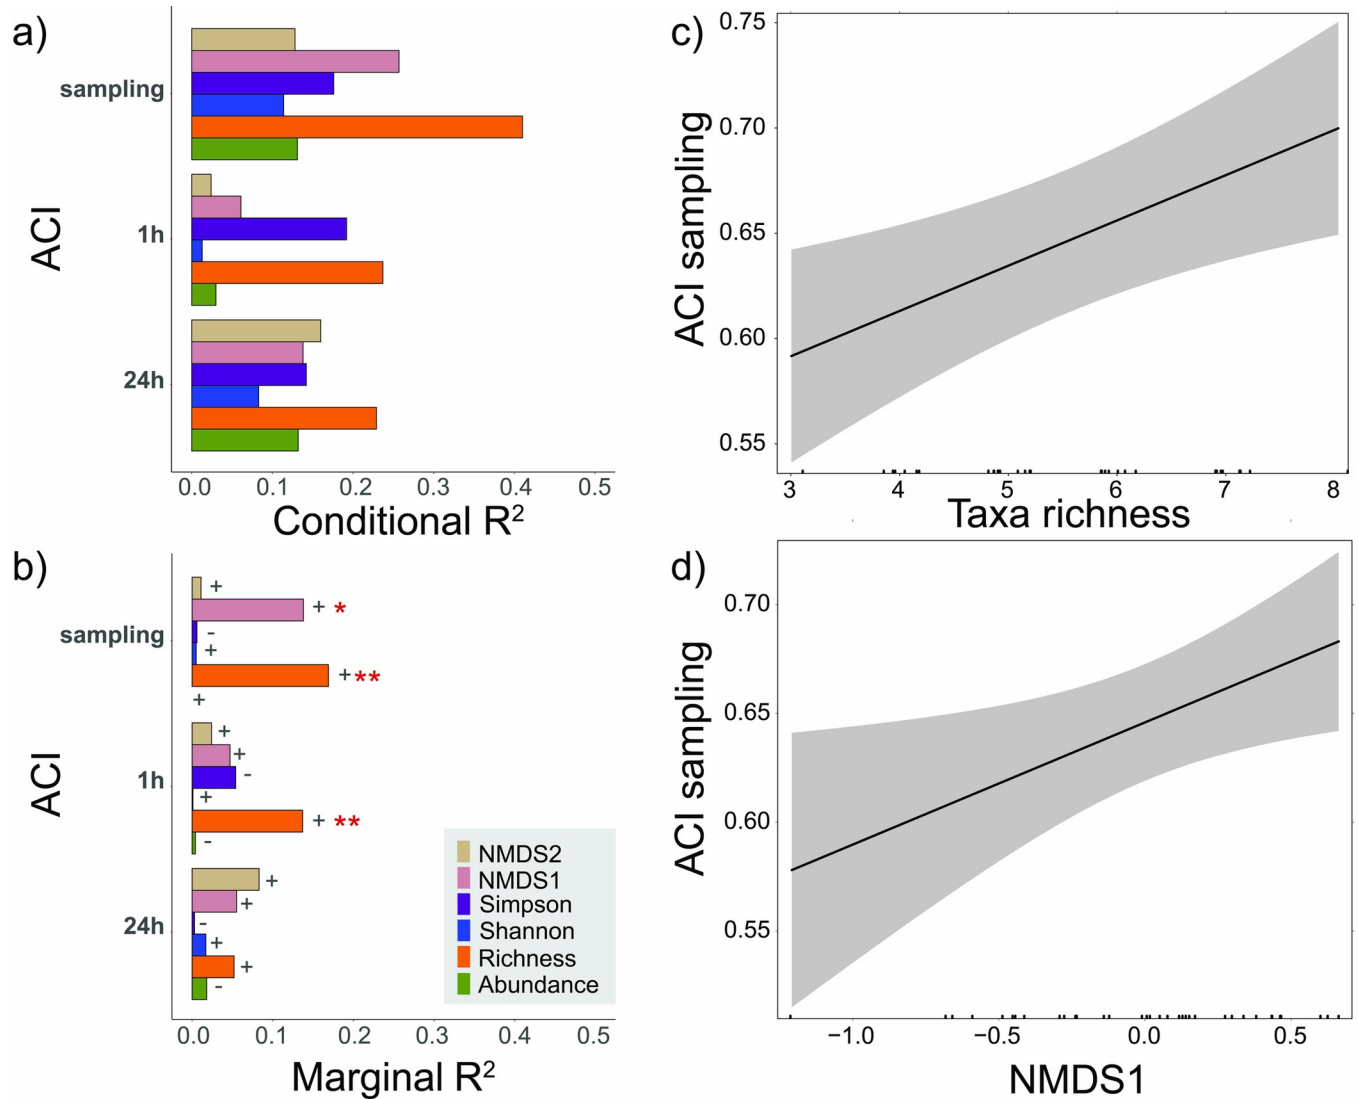 a)
sampling
1h
24h
ACI
0.0 0.1 0.2 0.3 0.4 0.5
Conditional R²
b)
sampling
+
+ *
-
+
+ **
+
1h
+
+
-
+
+ **
-
24h
+
+
-
+
+
-
ACI
NMDS2
NMDS1
Simpson
Shannon
Richness
Abundance
0.0 0.1 0.2 0.3 0.4 0.5
Marginal R²
c)
ACI sampling
0.75
0.70
0.65
0.60
0.55
3 4 5 6 7 8
Taxa richness
d)
ACI sampling
0.70
0.65
0.60
0.55
−1.0 −0.5 0.0 0.5
NMDS1